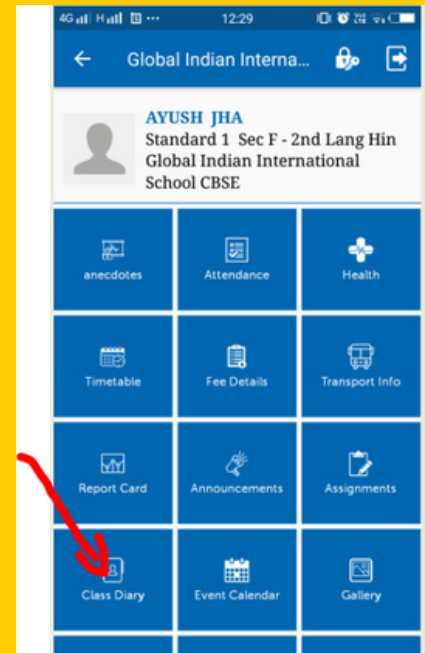 4G H ... 12:29
Global Indian Interna...
AYUSH JHA
Standard 1 Sec F - 2nd Lang Hin
Global Indian International
School CBSE
anecdotes Attendance Health
Timetable Fee Details Transport Info
Report Card Announcements Assignments
Class Diary Event Calendar Gallery